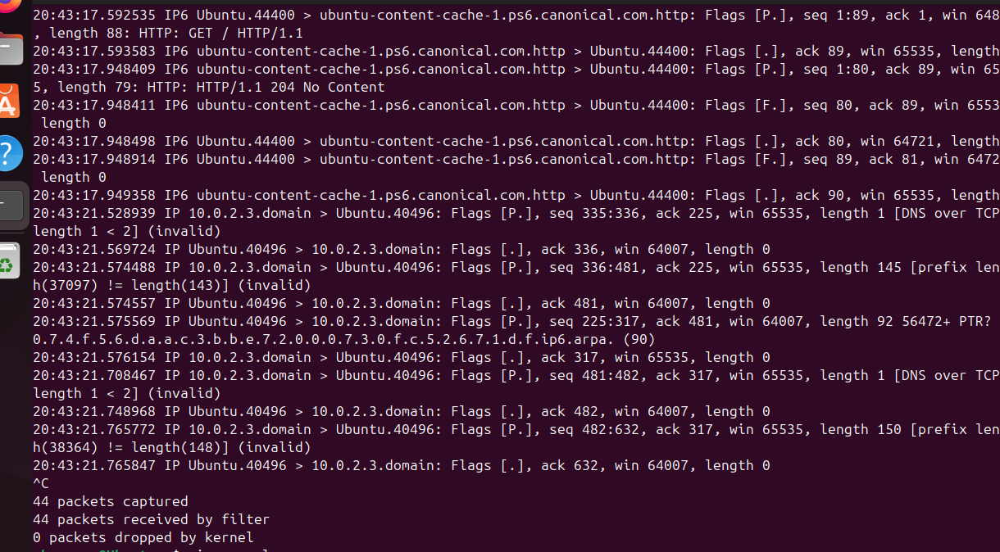 20:43:17.592535 IP6 Ubuntu.44400 > ubuntu-content-cache-1.ps6.canonical.com.http: Flags [P.], seq 1:89, ack 1, win 648
, length 88: HTTP: GET / HTTP/1.1
20:43:17.593583 IP6 ubuntu-content-cache-1.ps6.canonical.com.http > Ubuntu.44400: Flags [.], ack 89, win 65535, length
20:43:17.948409 IP6 ubuntu-content-cache-1.ps6.canonical.com.http > Ubuntu.44400: Flags [P.], seq 1:80, ack 89, win 65
5, length 79: HTTP: HTTP/1.1 204 No Content
20:43:17.948411 IP6 ubuntu-content-cache-1.ps6.canonical.com.http > Ubuntu.44400: Flags [F.], seq 80, ack 89, win 6553
length 0
20:43:17.948498 IP6 Ubuntu.44400 > ubuntu-content-cache-1.ps6.canonical.com.http: Flags [.], ack 80, win 64721, length
20:43:17.948914 IP6 Ubuntu.44400 > ubuntu-content-cache-1.ps6.canonical.com.http: Flags [F.], seq 89, ack 81, win 6472
length 0
20:43:17.949358 IP6 ubuntu-content-cache-1.ps6.canonical.com.http > Ubuntu.44400: Flags [.], ack 90, win 65535, length
20:43:21.528939 IP 10.0.2.3.domain > Ubuntu.40496: Flags [P.], seq 335:336, ack 225, win 65535, length 1 [DNS over TCP
length 1 < 2] (invalid)
20:43:21.569724 IP Ubuntu.40496 > 10.0.2.3.domain: Flags [.], ack 336, win 64007, length 0
20:43:21.574488 IP 10.0.2.3.domain > Ubuntu.40496: Flags [P.], seq 336:481, ack 225, win 65535, length 145 [prefix len
h(37097) != length(143)] (invalid)
20:43:21.574557 IP Ubuntu.40496 > 10.0.2.3.domain: Flags [.], ack 481, win 64007, length 0
20:43:21.575569 IP Ubuntu.40496 > 10.0.2.3.domain: Flags [P.], seq 225:317, ack 481, win 64007, length 92 56472+ PTR?
0.7.4.f.5.6.d.a.a.c.3.b.b.e.7.2.0.0.0.7.3.0.f.c.5.2.6.7.1.d.f.ip6.arpa. (90)
20:43:21.576154 IP 10.0.2.3.domain > Ubuntu.40496: Flags [.], ack 317, win 65535, length 0
20:43:21.708467 IP 10.0.2.3.domain > Ubuntu.40496: Flags [P.], seq 481:482, ack 317, win 65535, length 1 [DNS over TCP
length 1 < 2] (invalid)
20:43:21.748968 IP Ubuntu.40496 > 10.0.2.3.domain: Flags [.], ack 482, win 64007, length 0
20:43:21.765772 IP 10.0.2.3.domain > Ubuntu.40496: Flags [P.], seq 482:632, ack 317, win 65535, length 150 [prefix len
h(38364) != length(148)] (invalid)
20:43:21.765847 IP Ubuntu.40496 > 10.0.2.3.domain: Flags [.], ack 632, win 64007, length 0
^C
44 packets captured
44 packets received by filter
0 packets dropped by kernel